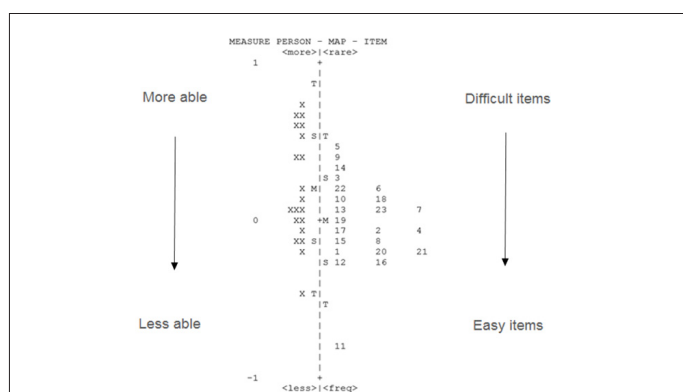 MEASURE PERSON - MAP - ITEM
<more>|<rare>
1 +
|
T|
More able Difficult items
|
X |
XX |
XX |
X S|T
| 5
XX | 9
| 14
|S 3
X M| 22 6
X | 10 18
XXX | 13 23 7
0 XX +M 19
X | 17 2 4
XX S| 15 8
X | 1 20 21
|S 12 16
|
|
X T|
|T
|
Less able Easy items
|
| 11
|
|
-1 +
<less>|<freq>